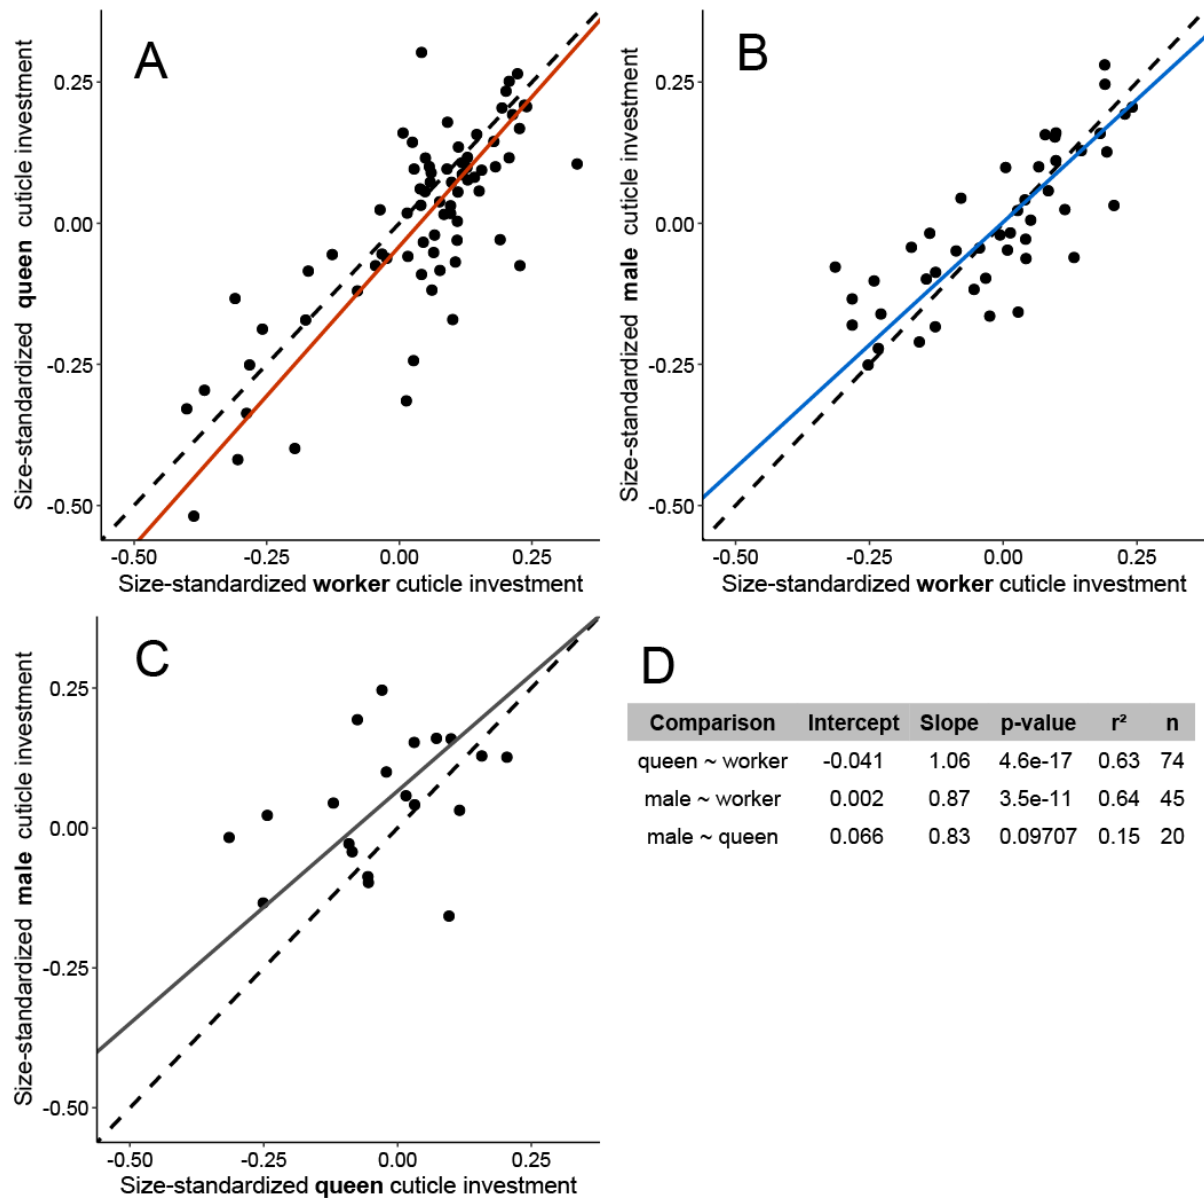 A
Size-standardized queen cuticle investment
0.25
0.00
-0.25
-0.50
-0.50 -0.25 0.00 0.25
Size-standardized worker cuticle investment
B
Size-standardized male cuticle investment
0.25
0.00
-0.25
-0.50
-0.50 -0.25 0.00 0.25
Size-standardized worker cuticle investment
C
Size-standardized male cuticle investment
0.25
0.00
-0.25
-0.50
-0.50 -0.25 0.00 0.25
Size-standardized queen cuticle investment
D
Comparison Intercept Slope p-value r² n
queen ~ worker -0.041 1.06 4.6e-17 0.63 74
male ~ worker 0.002 0.87 3.5e-11 0.64 45
male ~ queen 0.066 0.83 0.09707 0.15 20